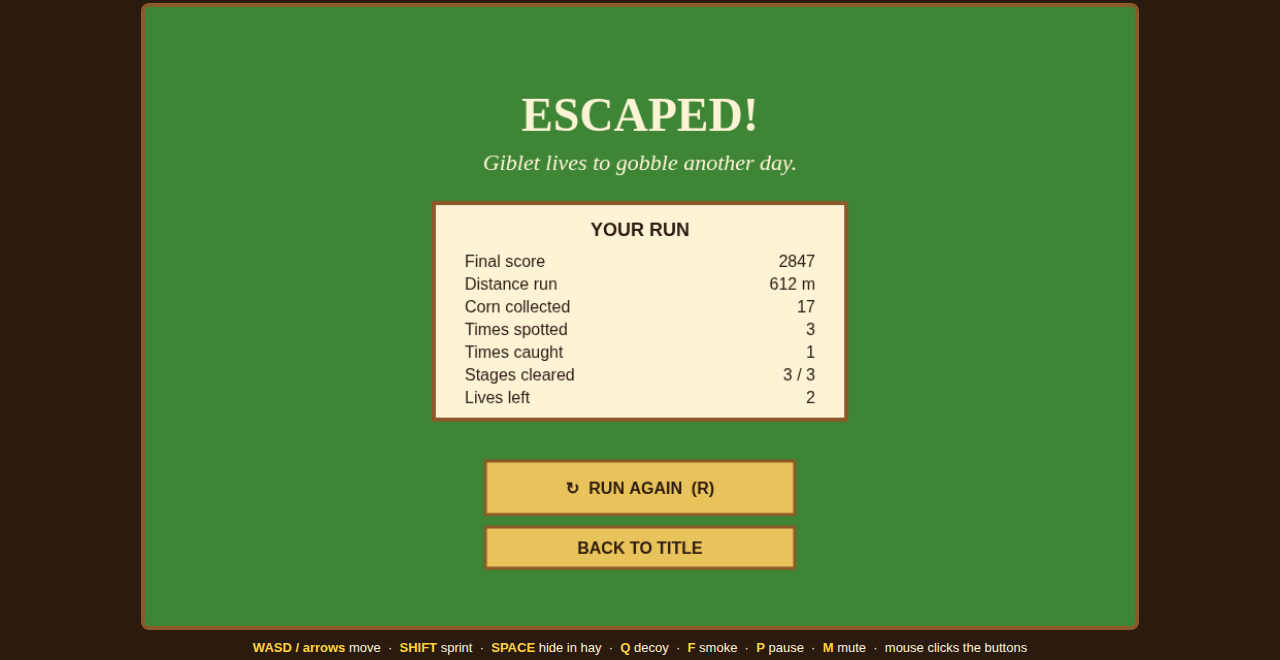 ESCAPED!
Giblet lives to gobble another day.
YOUR RUN
Final score 2847
Distance run 612 m
Corn collected 17
Times spotted 3
Times caught 1
Stages cleared 3 / 3
Lives left 2
↻ RUN AGAIN (R)
BACK TO TITLE
WASD / arrows move · SHIFT sprint · SPACE hide in hay · Q decoy · F smoke · P pause · M mute · mouse clicks the buttons